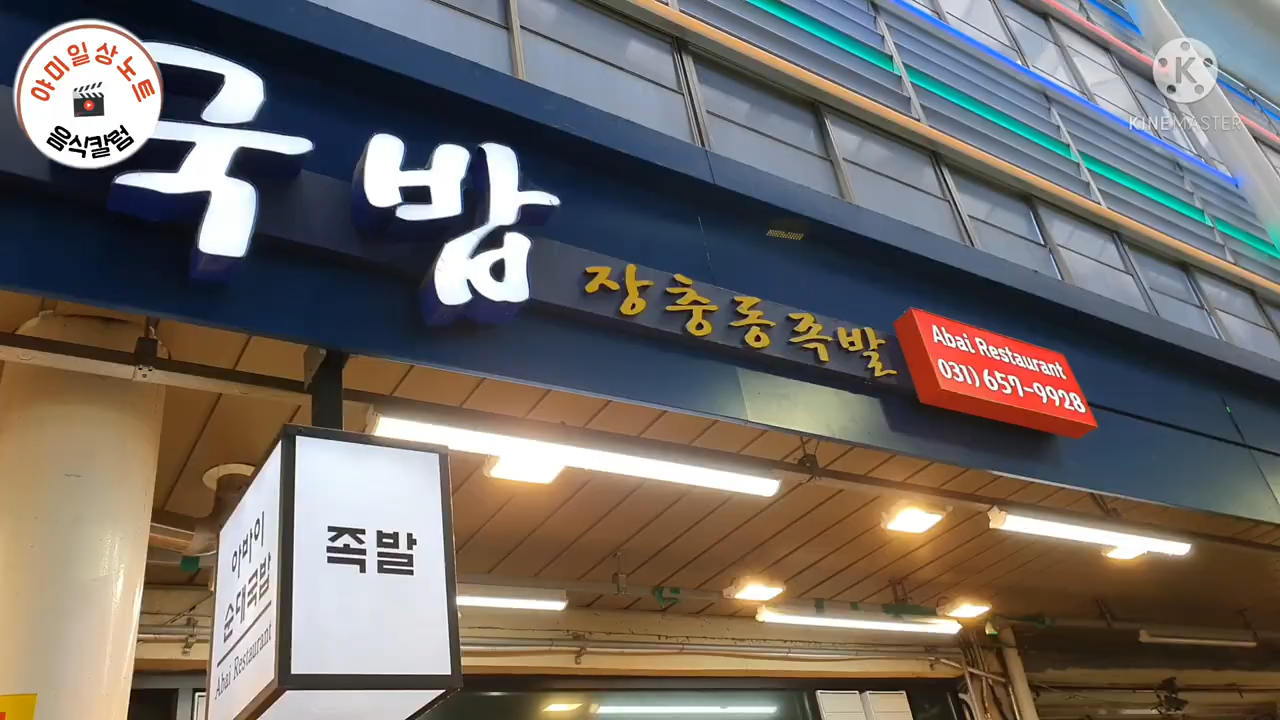 야미일상노트
음식칼럼
K
KINEMASTER
국밥
장충동족발
Abai Restaurant
031) 657-9928
족발
아바이
순대국밥
Abai Restaurant